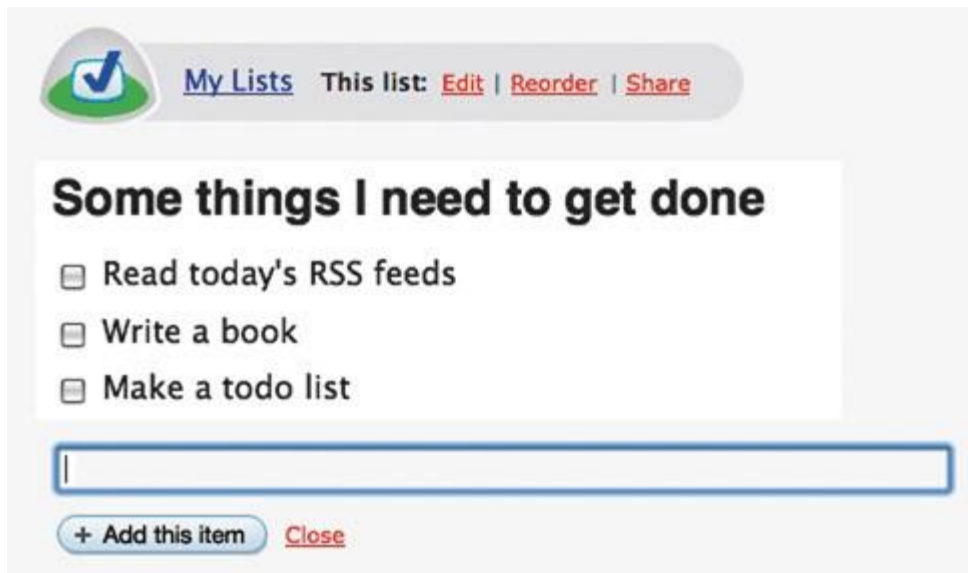 My Lists This list: Edit | Reorder | Share
Some things I need to get done
Read today's RSS feeds
Write a book
Make a todo list
+ Add this item Close